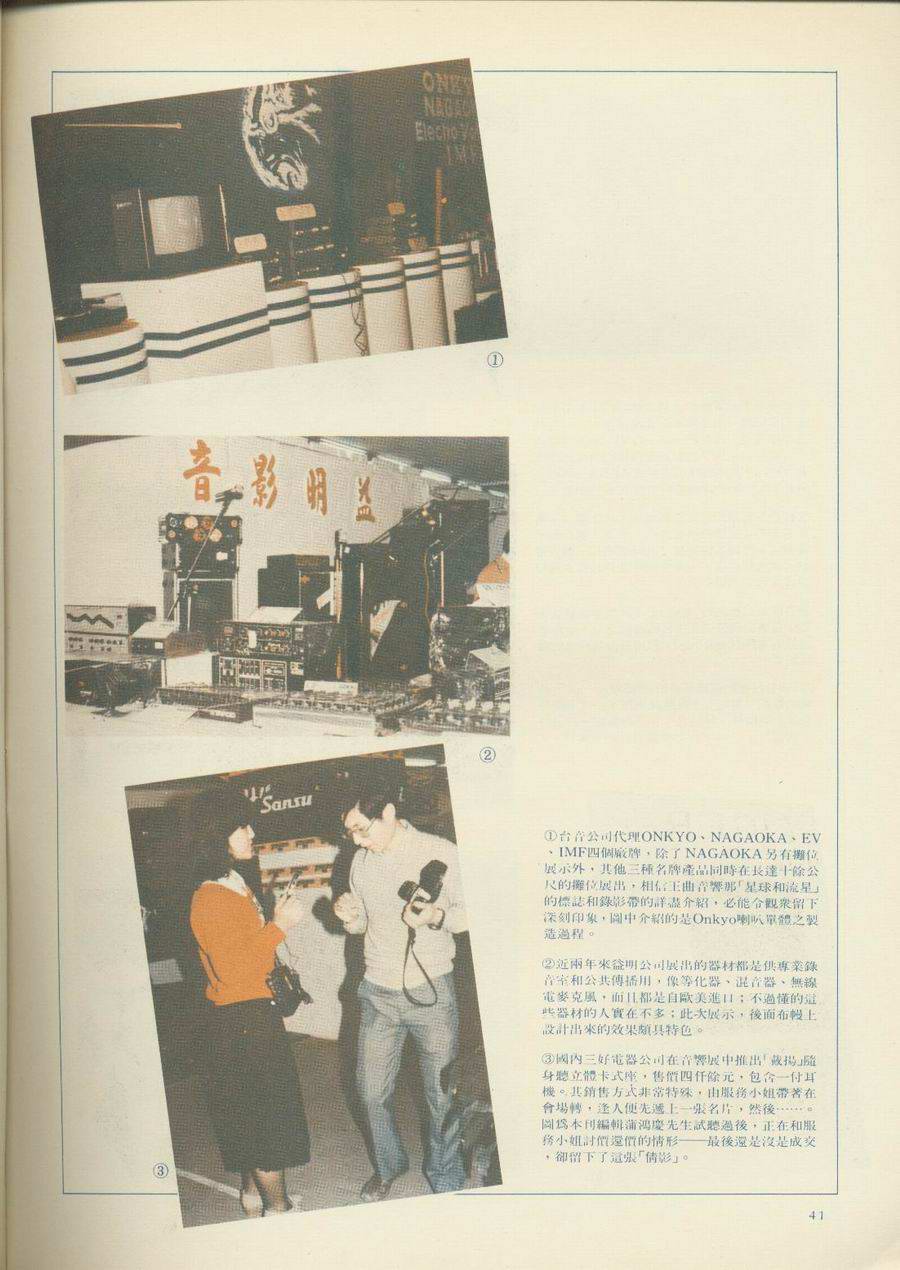 ONKY
NAGAO
Electro-Vo
IMF
①
音影明益
②
Sansu
③
①台音公司代理ONKYO、NAGAOKA、EV
、IMF四個廠牌，除了NAGAOKA另有攤位
展示外，其他三種名牌產品同時在長達十餘公
尺的攤位展出，相信王曲音響那「星球和流星」
的標誌和錄影帶的詳盡介紹，必能令觀衆留下
深刻印象，圖中介紹的是Onkyo喇叭單體之製
造過程。
②近兩年來益明公司展出的器材都是供專業錄
音室和公共傳播用，像等化器、混音器、無線
電麥克風，而且都是自歐美進口；不過懂的這
些器材的人實在不多；此次展示，後面布幔上
設計出來的效果頗具特色。
③國內三好電器公司在音響展中推出「戴揚」隨
身聽立體卡式座，售價四仟餘元，包含一付耳
機。其銷售方式非常特殊，由服務小姐帶著在
會場轉，逢人便先遞上一張名片，然後……。
圖爲本刊編輯蒲鴻慶先生試聽過後，正在和服
務小姐討價還價的情形——最後還是沒是成交
，卻留下了這張「倩影」。
41